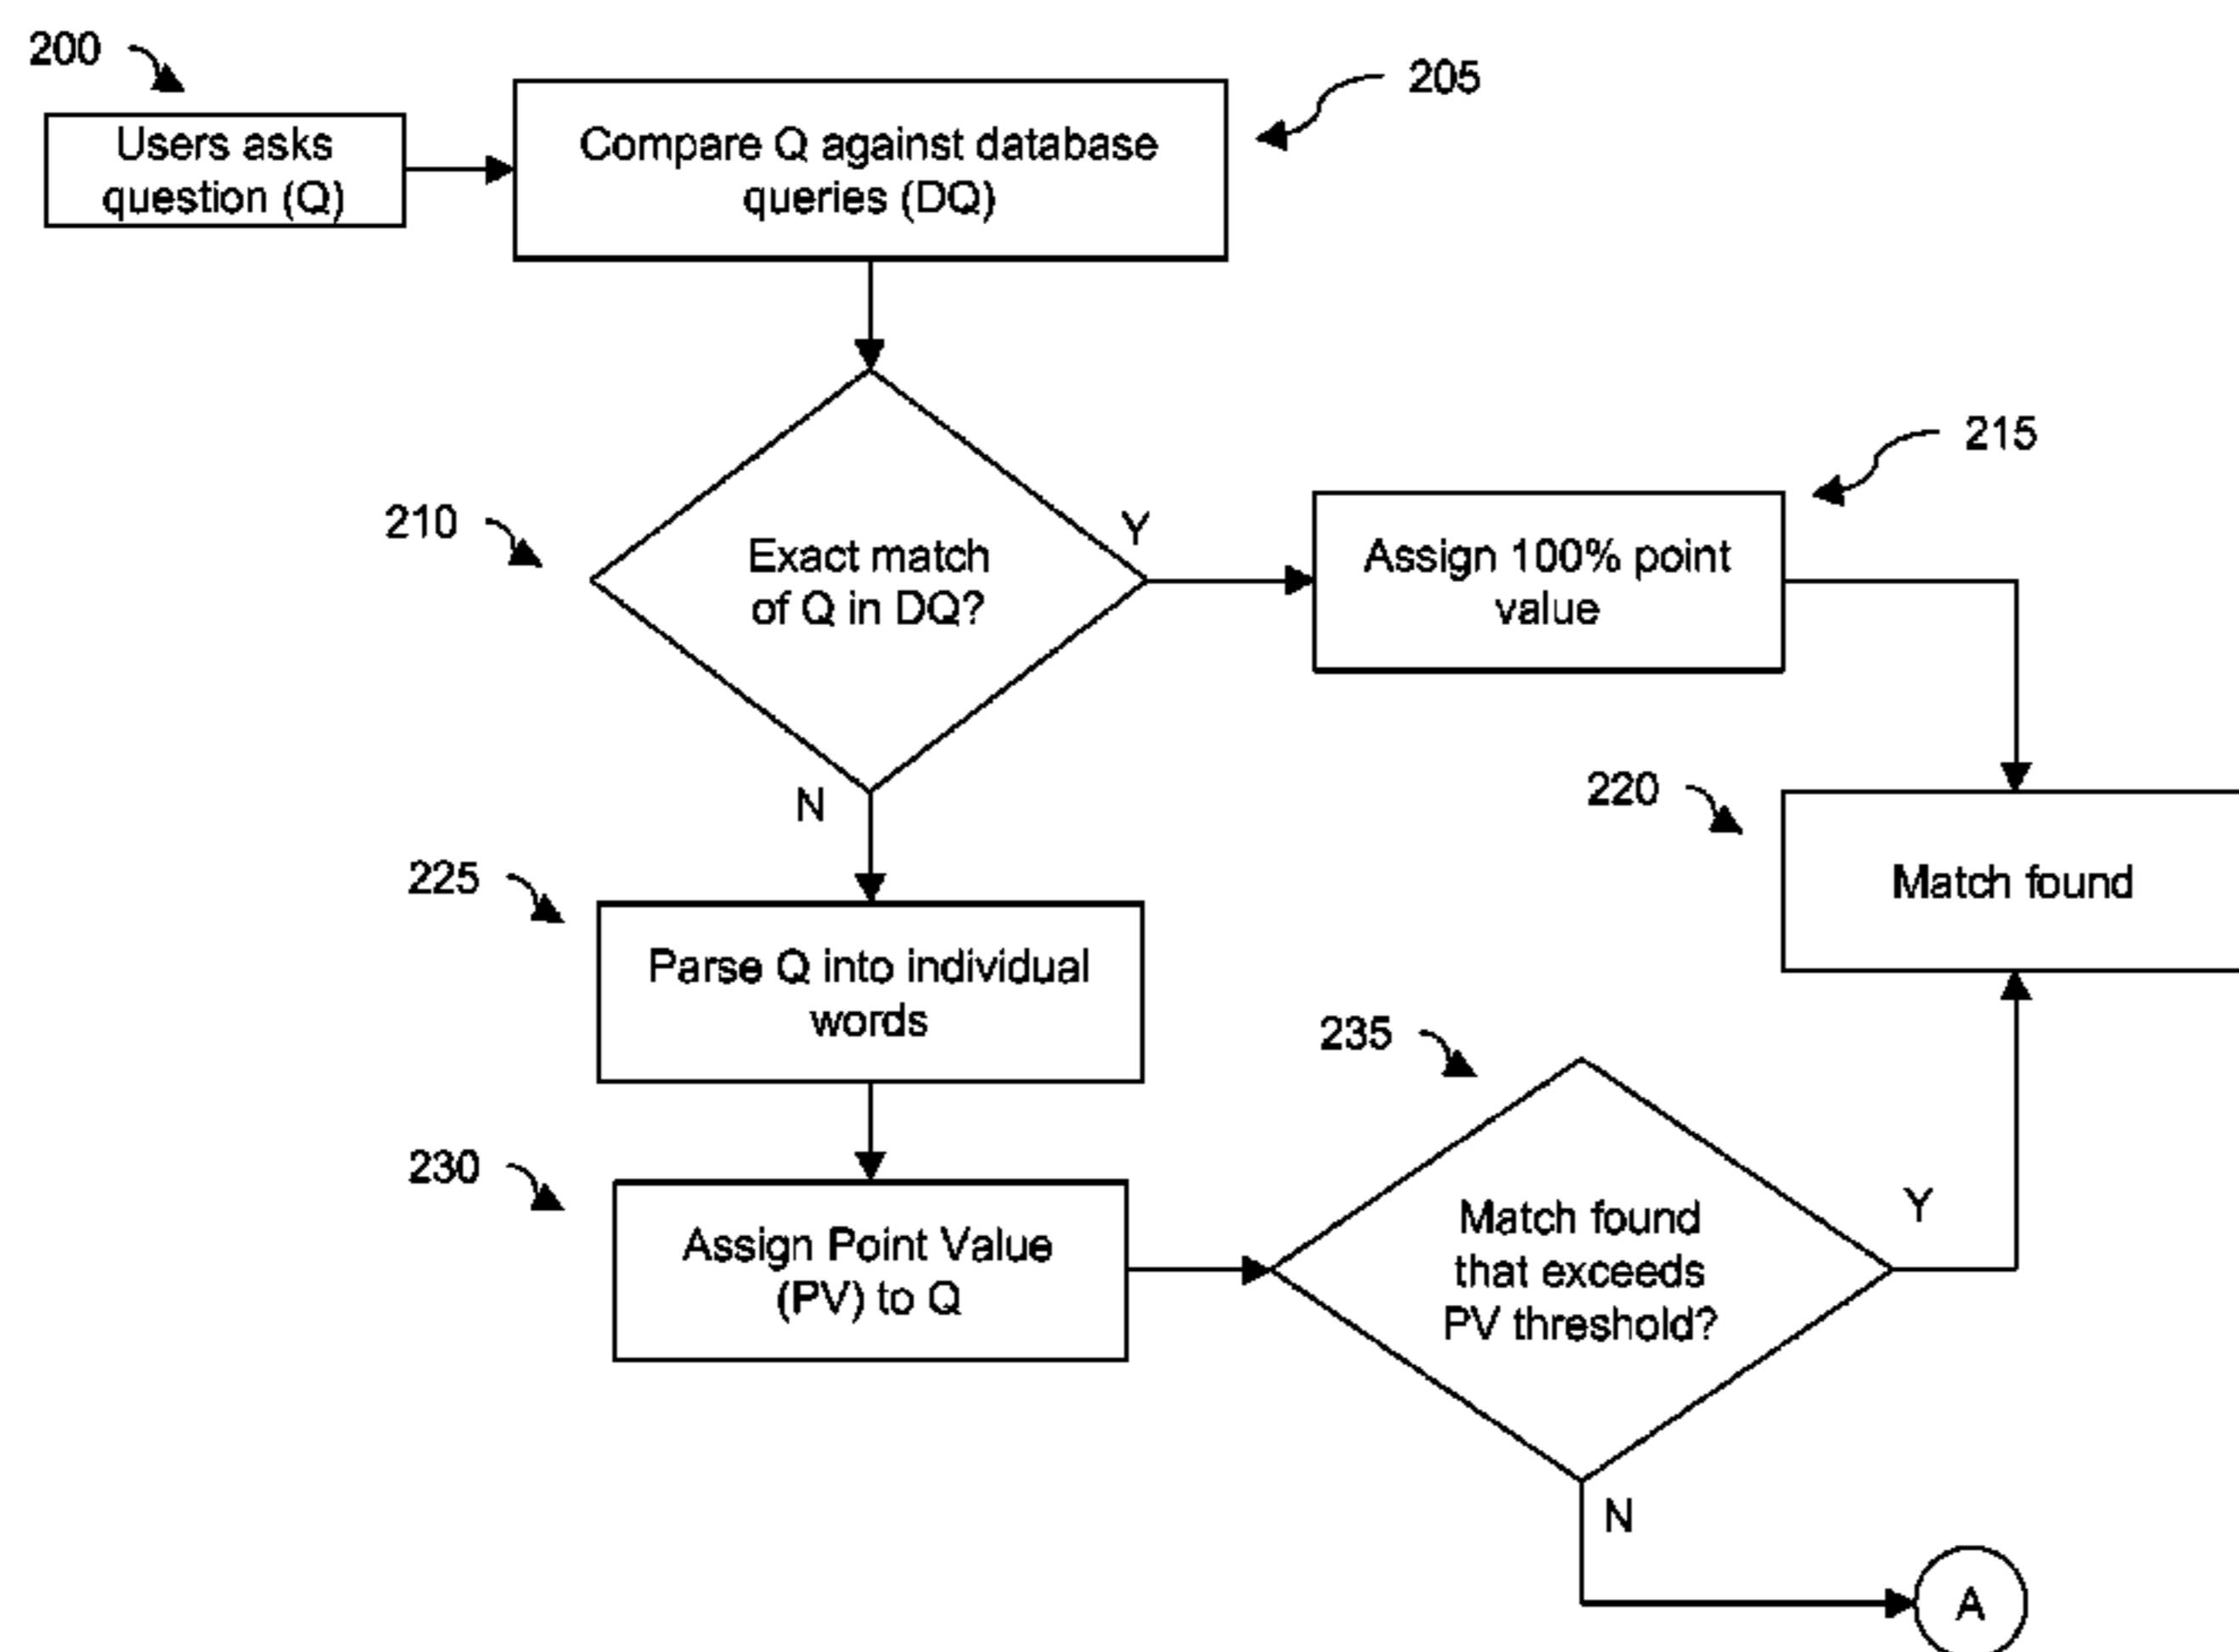 200
Users asks
question (Q)
205
Compare Q against database
queries (DQ)
210
Exact match
of Q in DQ?
Y
215
Assign 100% point
value
N
220
Match found
225
Parse Q into individual
words
230
Assign Point Value
(PV) to Q
235
Match found
that exceeds
PV threshold?
Y
N
A